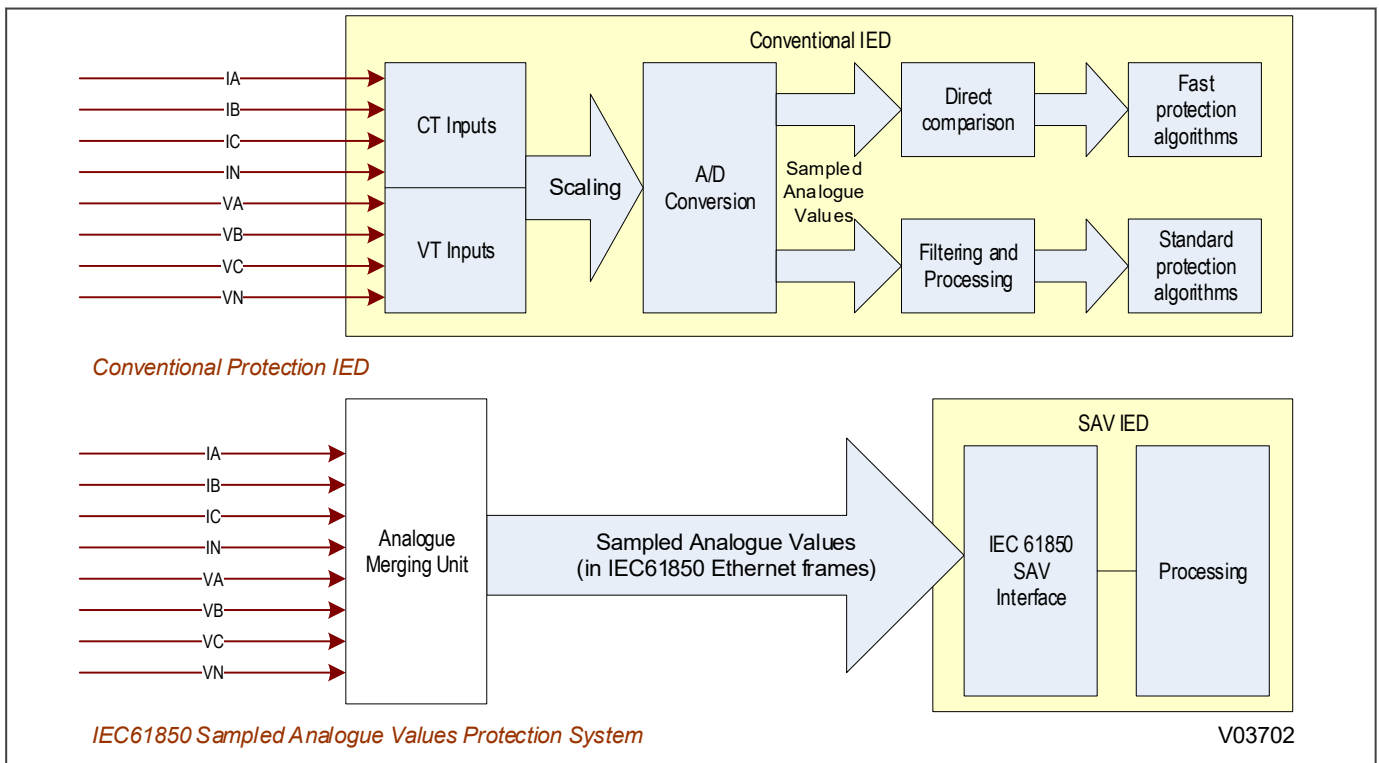 Conventional IED
IA
IB
IC
IN
VA
VB
VC
VN
CT Inputs
VT Inputs
Scaling
A/D
Conversion
Sampled
Analogue
Values
Direct
comparison
Fast
protection
algorithms
Filtering and
Processing
Standard
protection
algorithms
Conventional Protection IED
IA
IB
IC
IN
VA
VB
VC
VN
Analogue
Merging Unit
Sampled Analogue Values
(in IEC61850 Ethernet frames)
SAV IED
IEC 61850
SAV
Interface
Processing
IEC61850 Sampled Analogue Values Protection System
V03702